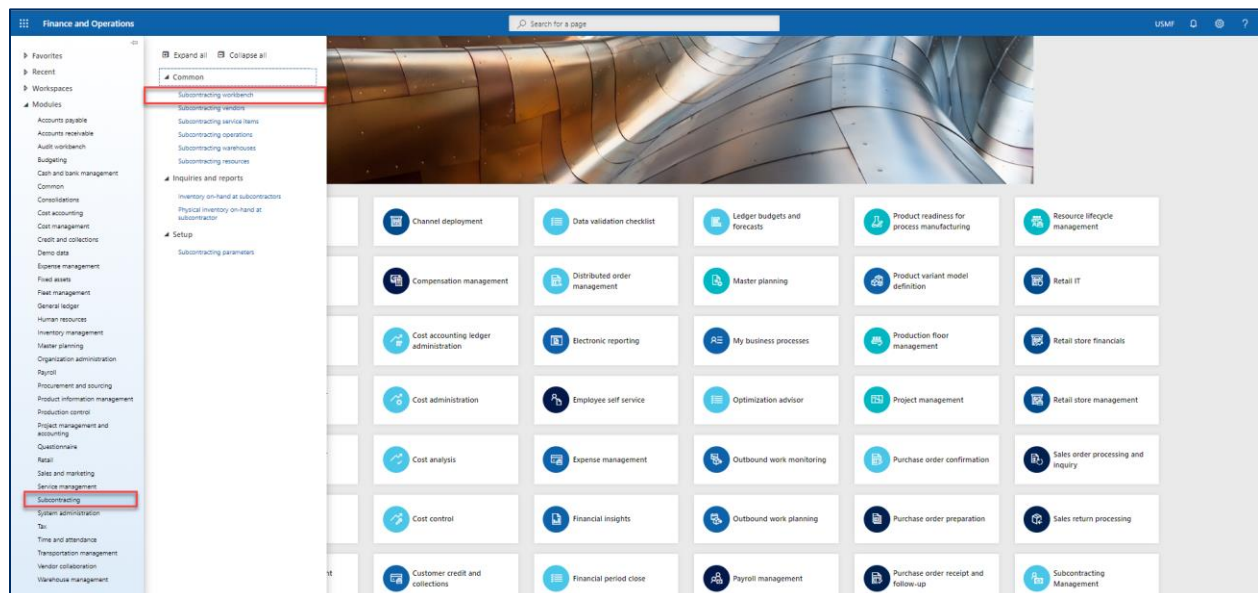 Finance and Operations
Search for a page
USMF
?
Favorites
Recent
Workspaces
Modules
Accounts payable
Accounts receivable
Audit workbench
Budgeting
Cash and bank management
Common
Consolidations
Cost accounting
Cost management
Credit and collections
Demo data
Expense management
Fixed assets
Fleet management
General ledger
Human resources
Inventory management
Master planning
Organization administration
Payroll
Procurement and sourcing
Product information management
Production control
Project management and
accounting
Questionnaire
Retail
Sales and marketing
Service management
Subcontracting
System administration
Tax
Time and attendance
Transportation management
Vendor collaboration
Warehouse management
Expand all
Collapse all
Common
Subcontracting workbench
Subcontracting vendors
Subcontracting service items
Subcontracting operations
Subcontracting warehouses
Subcontracting resources
Inquiries and reports
Inventory on-hand at subcontractors
Physical inventory on-hand at
subcontractor
Setup
Subcontracting parameters
Channel deployment
Data validation checklist
Ledger budgets and
forecasts
Product readiness for
process manufacturing
Resource lifecycle
management
Compensation management
Distributed order
management
Master planning
Product variant model
definition
Retail IT
Cost accounting ledger
administration
Electronic reporting
My business processes
Production floor
management
Retail store financials
Cost administration
Employee self service
Optimization advisor
Project management
Retail store management
Cost analysis
Expense management
Outbound work monitoring
Purchase order confirmation
Sales order processing and
inquiry
Cost control
Financial insights
Outbound work planning
Purchase order preparation
Sales return processing
nt
Customer credit and
collections
Financial period close
Payroll management
Purchase order receipt and
follow-up
Subcontracting
Management